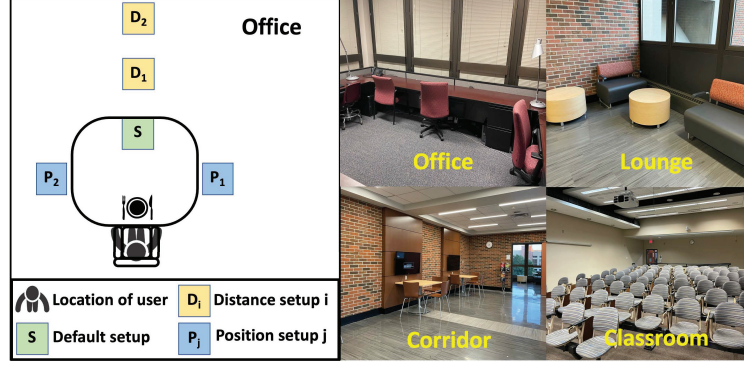 D2
Office
D1
S
P2
P1
Location of user
Di
Distance setup i
S
Default setup
Pj
Position setup j
Office
Lounge
Corridor
Classroom